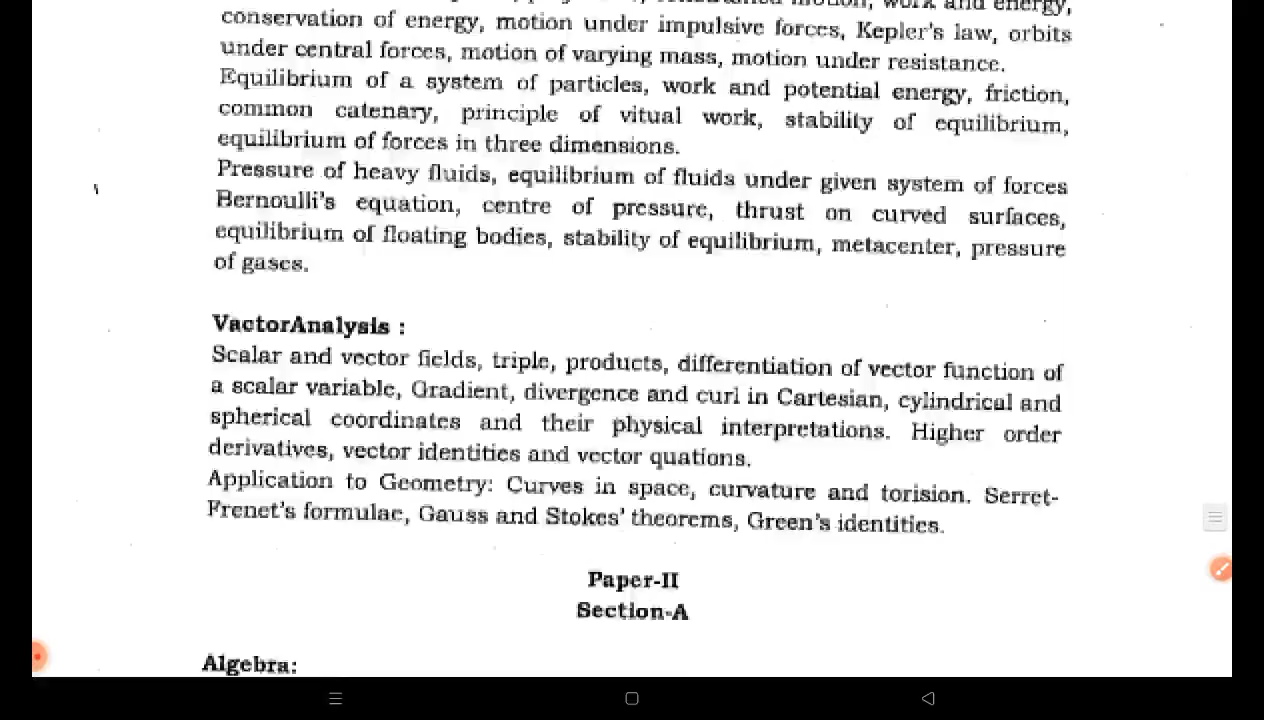 work and energy,
conservation of energy, motion under impulsive forces, Kepler's law, orbits
under central forces, motion of varying mass, motion under resistance.
Equilibrium of a system of particles, work and potential energy, friction,
common catenary, principle of vitual work, stability of equilibrium,
equilibrium of forces in three dimensions.
Pressure of heavy fluids, equilibrium of fluids under given system of forces
Bernoulli's equation, centre of pressure, thrust on curved surfaces,
equilibrium of floating bodies, stability of equilibrium, metacenter, pressure
of gases.
VactorAnalysis :
Scalar and vector fields, triple, products, differentiation of vector function of
a scalar variable, Gradient, divergence and curl in Cartesian, cylindrical and
spherical coordinates and their physical interpretations. Higher order
derivatives, vector identities and vector quations.
Application to Geometry: Curves in space, curvature and torision. Serret-
Frenet's formulae, Gauss and Stokes' theorems, Green's identities.
Paper-II
Section-A
Algebra: